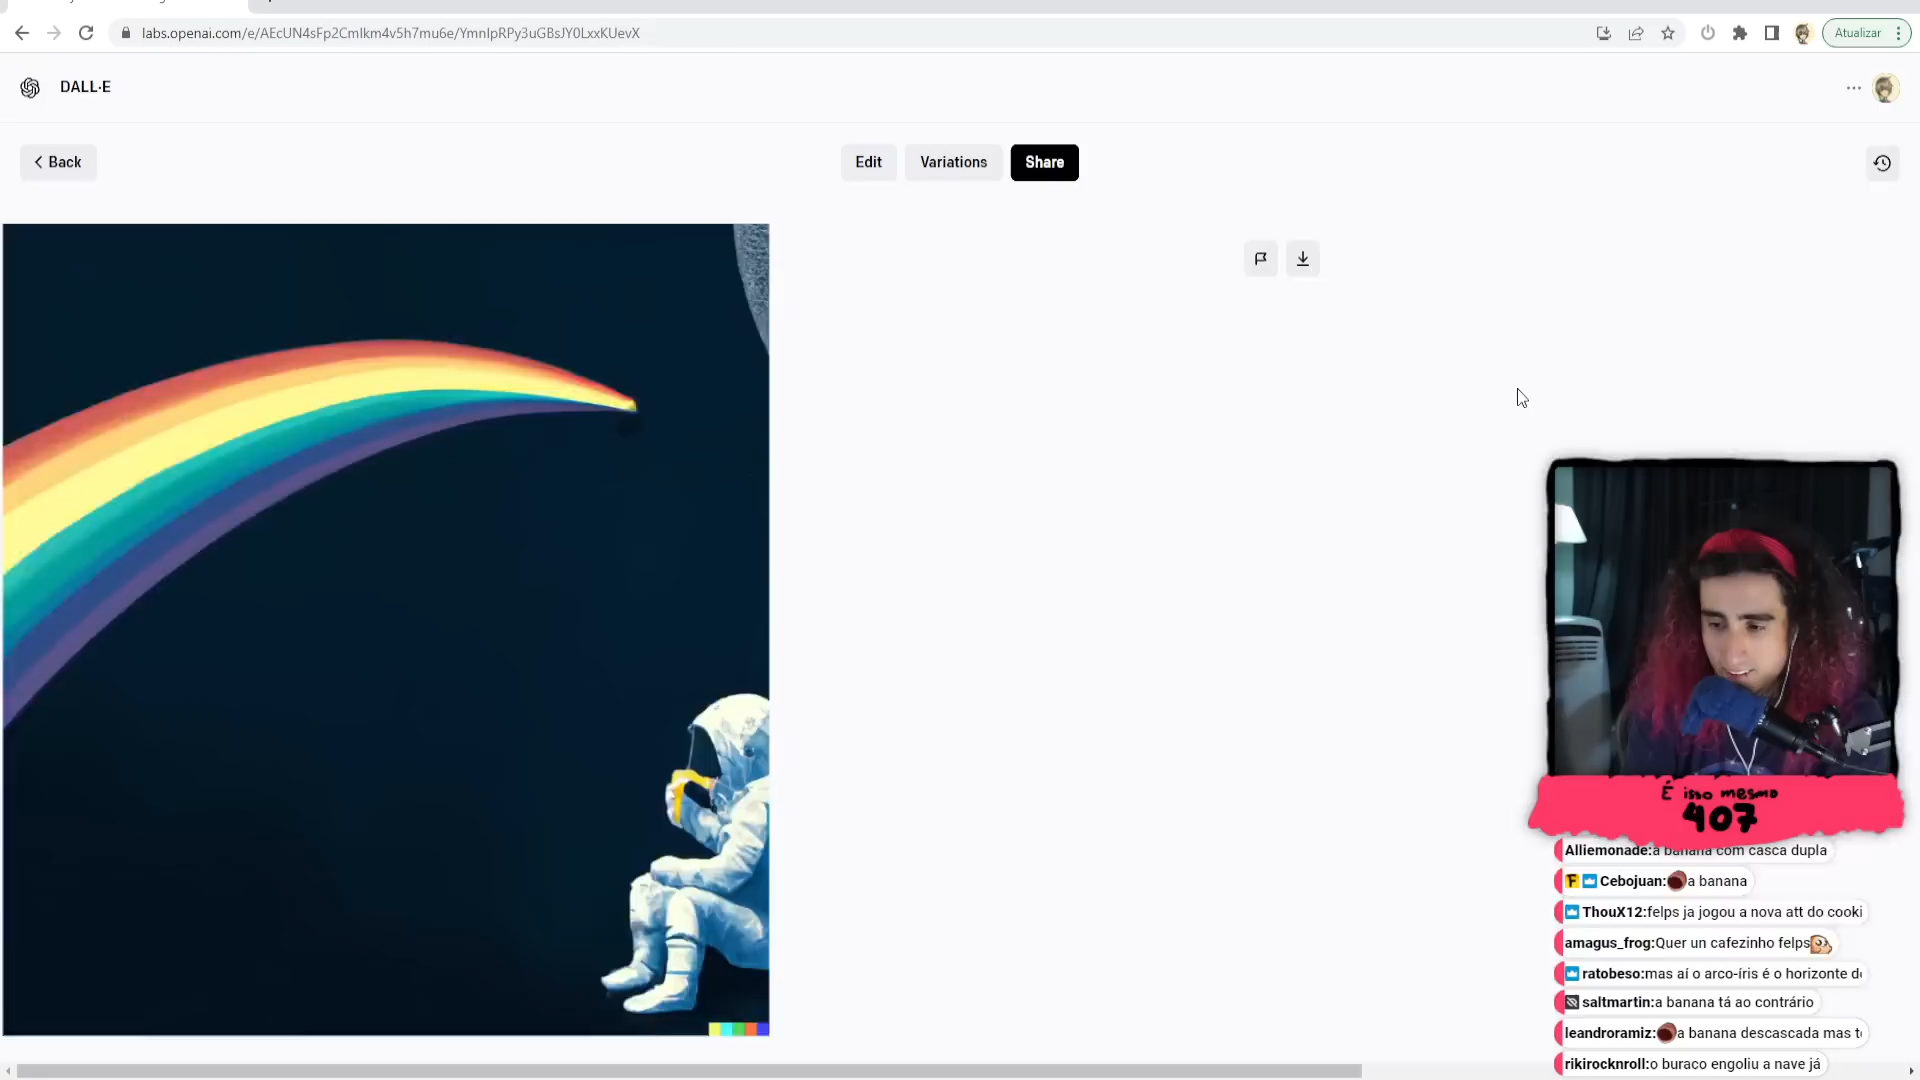 labs.openai.com/e/AEcUN4sFp2Cmlkm4v5h7mu6e/YmnlpRPy3uGBsJY0LxxKUevX
Atualizar
DALL·E
Back
Edit
Variations
Share
É isso mesmo
407
Alliemonade:a banana com casca dupla
Cebojuan:a banana
ThouX12:felps ja jogou a nova att do cooki
amagus_frog:Quer un cafezinho felps
ratobeso:mas aí o arco-íris é o horizonte d
saltmartin:a banana tá ao contrário
leandroramiz:a banana descascada mas t
rikirocknroll:o buraco engoliu a nave já